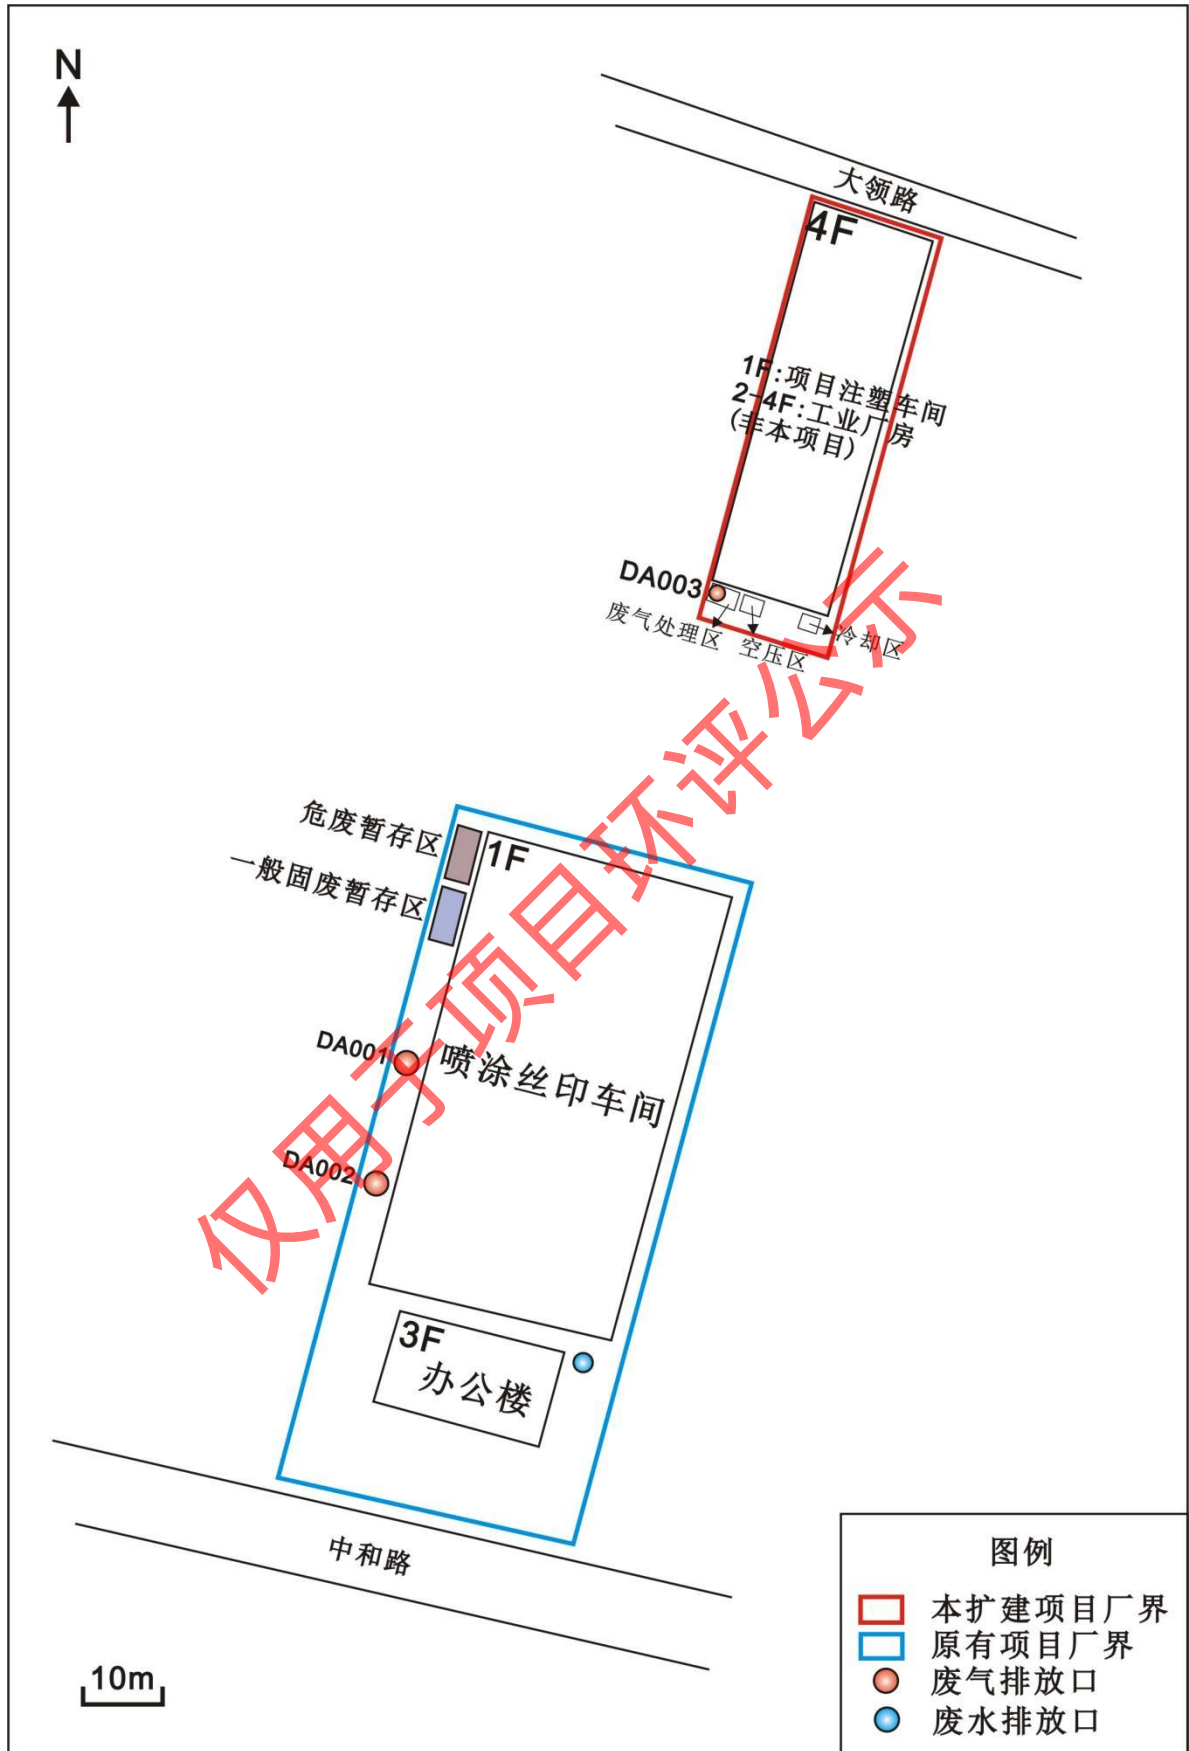 N
大领路
4F
1F:项目注塑车间
2-4F:工业厂房
(非本项目)
DA003
废气处理区
空压区
冷却区
危废暂存区
一般固废暂存区
1F
DA001
喷涂丝印车间
DA002
3F
办公楼
中和路
10m
图例
本扩建项目厂界
原有项目厂界
废气排放口
废水排放口
仅用于项目环评公示